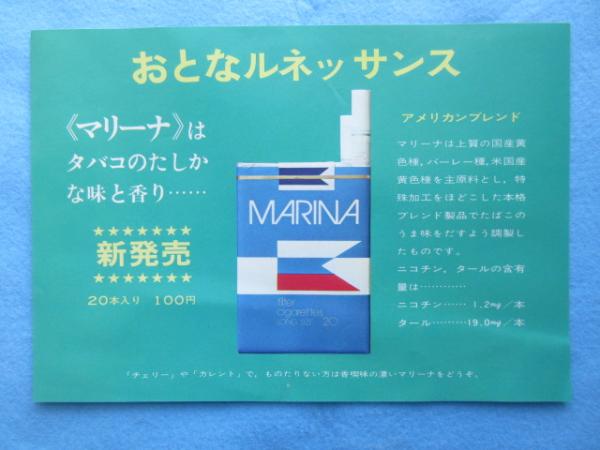 おとなルネッサンス
《マリーナ》は
タバコのたしか
な味と香り……
★★★★★★★
新発売
★★★★★★★
20本入り 100円
MARINA
filter
cigarettes
LONG SIZE 20
アメリカンブレンド
マリーナは上質の国産黄
色種，バーレー種，米国産
黄色種を主原料とし，特
殊加工をほどこした本格
ブレンド製品でたばこの
うま味をだすよう調製し
たものです。
ニコチン，タールの含有
量は…………
ニコチン…… 1.2mg／本
タール………19.0mg／本
「チェリー」や「カレント」で，ものたりない方は香喫味の濃いマリーナをどうぞ。